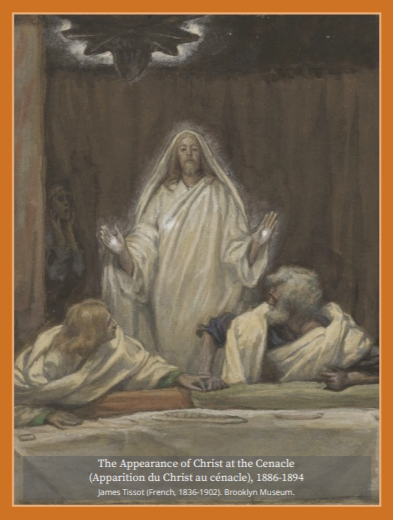 The Appearance of Christ at the Cenacle
(Apparition du Christ au cénacle), 1886-1894
James Tissot (French, 1836-1902). Brooklyn Museum.